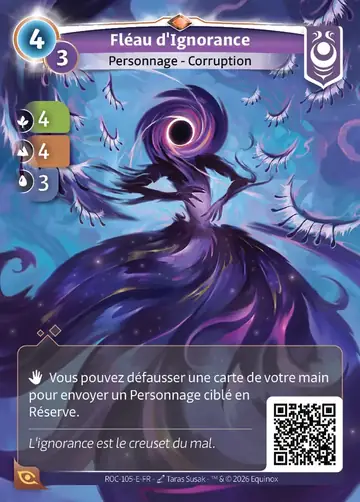 4
Fléau d'Ignorance
3
Personnage - Corruption
4
4
3
Vous pouvez défausser une carte de votre main
pour envoyer un Personnage ciblé en
Réserve.
L'ignorance est le creuset du mal.
ROC-105-E-FR - Taras Susak - ™ & © 2026 Equinox